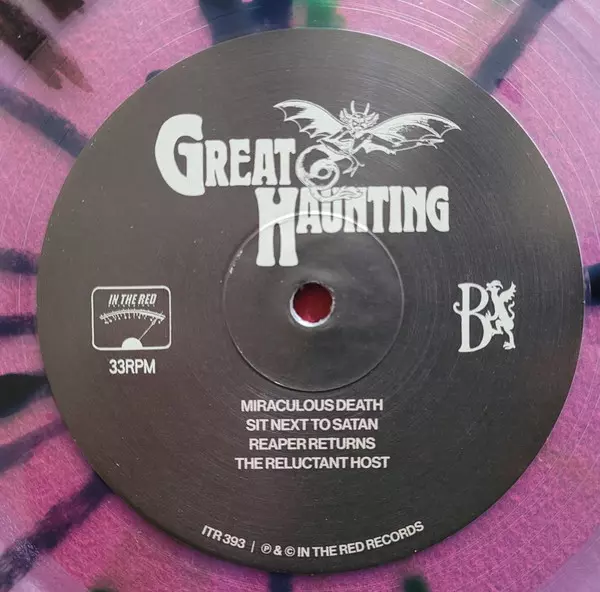 GREAT
HAUNTING
IN THE RED
33RPM
B
MIRACULOUS DEATH
SIT NEXT TO SATAN
REAPER RETURNS
THE RELUCTANT HOST
ITR 393 | ℗ & © IN THE RED RECORDS